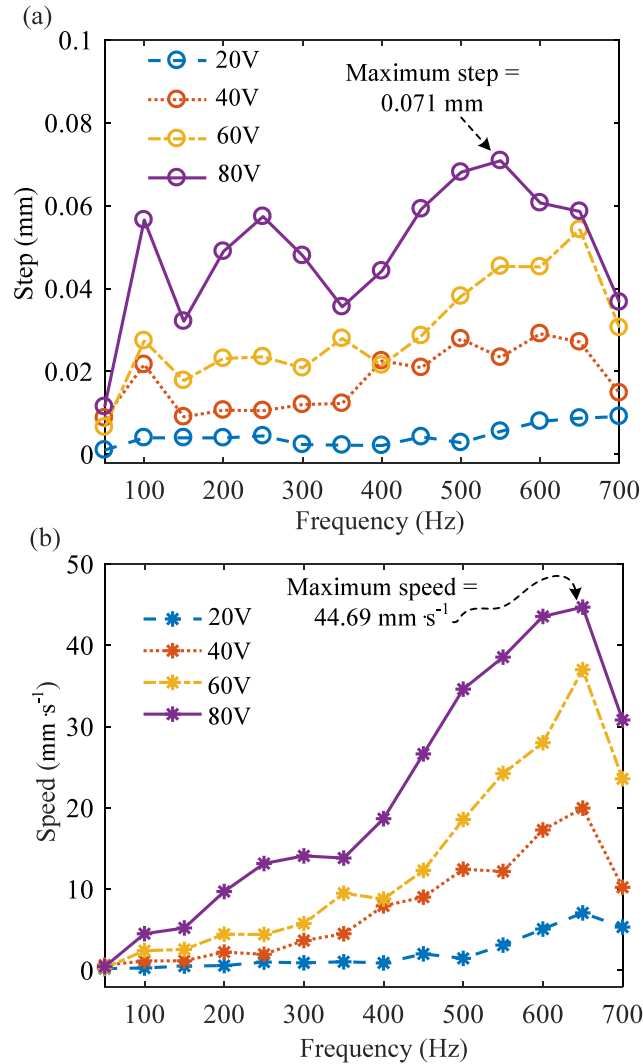 (a)
0.1
0.08
0.06
0.04
0.02
0
Step (mm)
20V
40V
60V
80V
Maximum step =
0.071 mm
100 200 300 400 500 600 700
Frequency (Hz)
(b)
50
40
30
20
10
0
Speed (mm ·s⁻¹)
20V
40V
60V
80V
Maximum speed =
44.69 mm ·s⁻¹
100 200 300 400 500 600 700
Frequency (Hz)